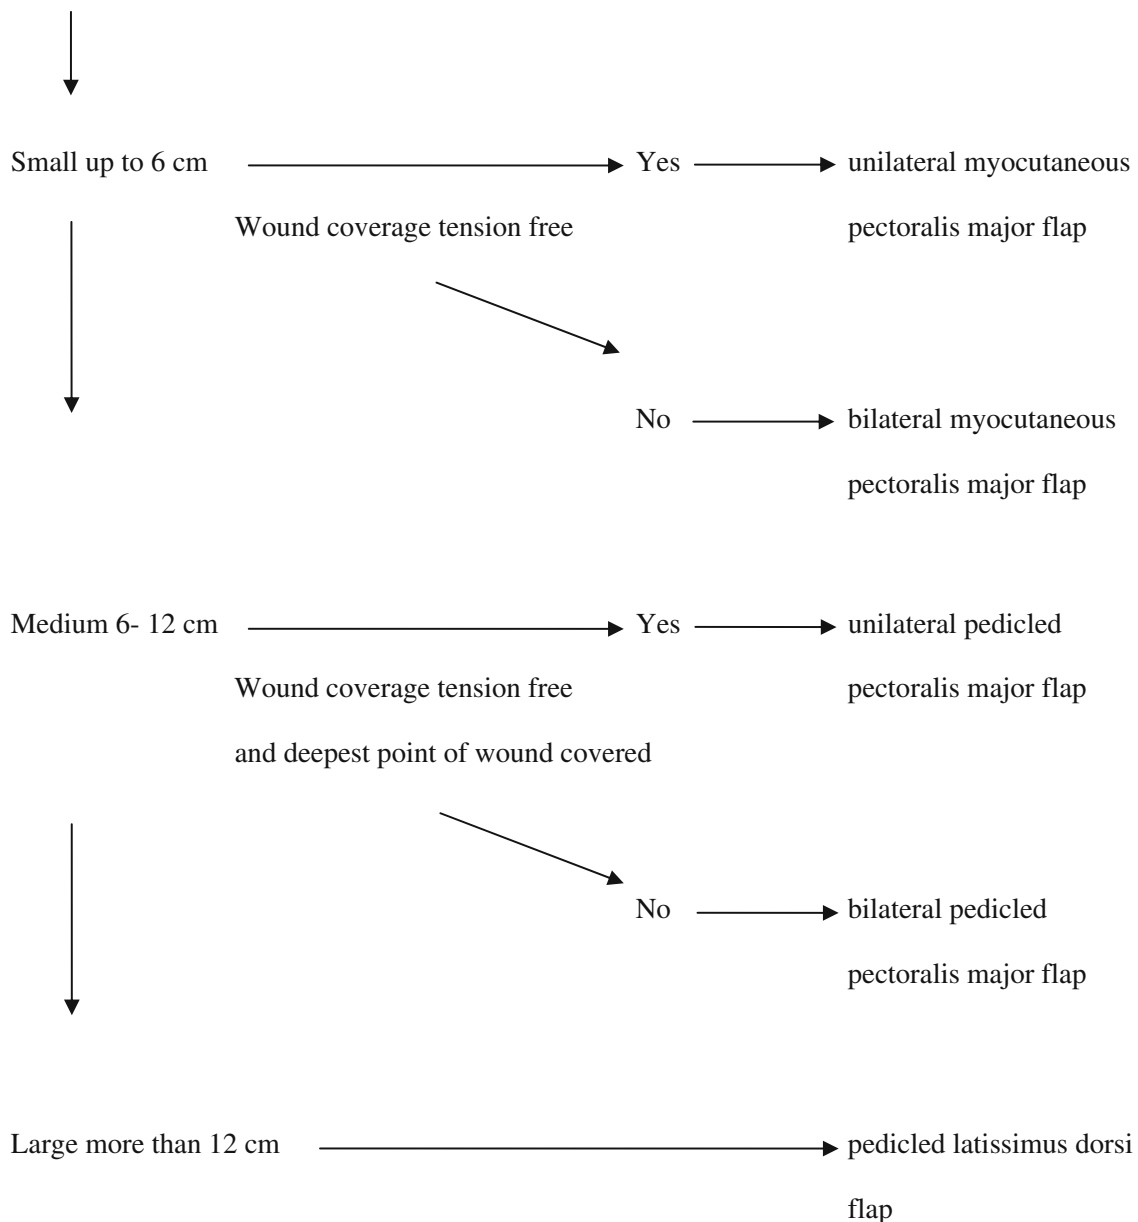 Small up to 6 cm
Yes
unilateral myocutaneous
Wound coverage tension free
pectoralis major flap
No
bilateral myocutaneous
pectoralis major flap
Medium 6- 12 cm
Yes
unilateral pedicled
Wound coverage tension free
pectoralis major flap
and deepest point of wound covered
No
bilateral pedicled
pectoralis major flap
Large more than 12 cm
pedicled latissimus dorsi
flap